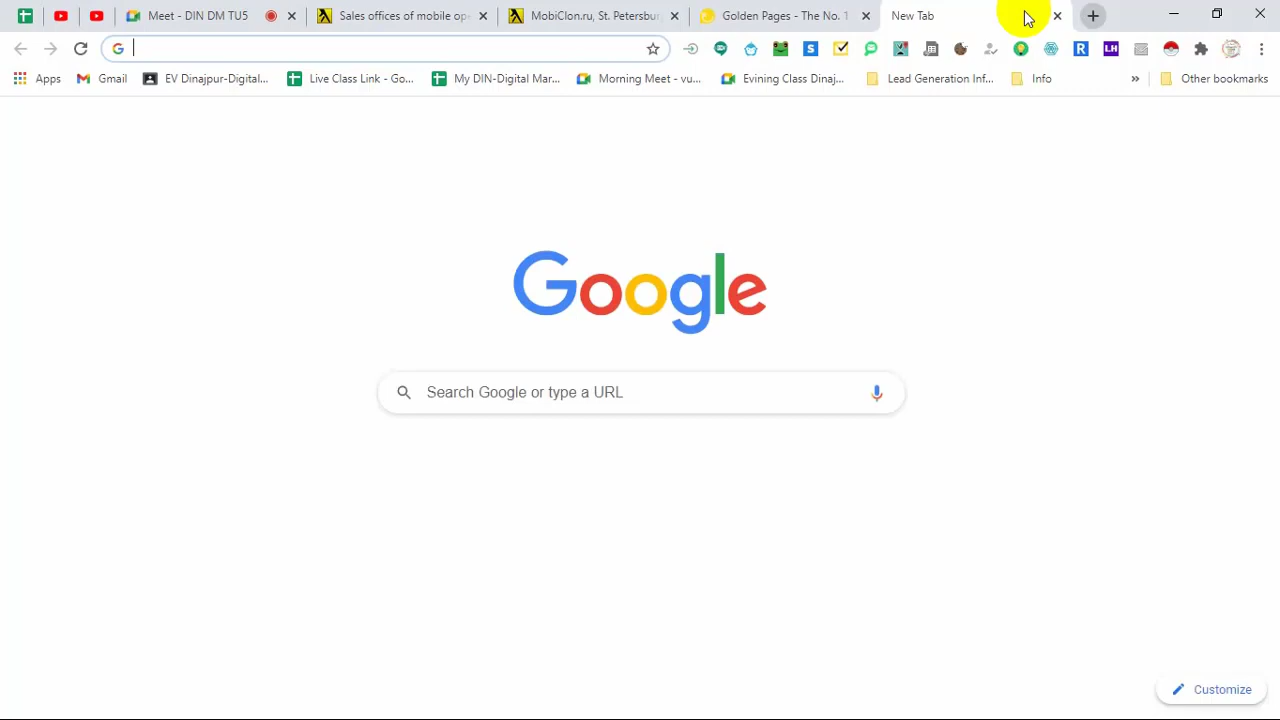 Meet - DIN DM TU5
Sales offices of mobile op
MobiClon.ru, St. Petersbur
Golden Pages - The No. 1
New Tab
Apps
Gmail
EV Dinajpur-Digital...
Live Class Link - Go...
My DIN-Digital Mar...
Morning Meet - vu...
Evining Class Dinaj...
Lead Generation Inf...
Info
»
Other bookmarks
S
R
LH
Google
Search Google or type a URL
Customize